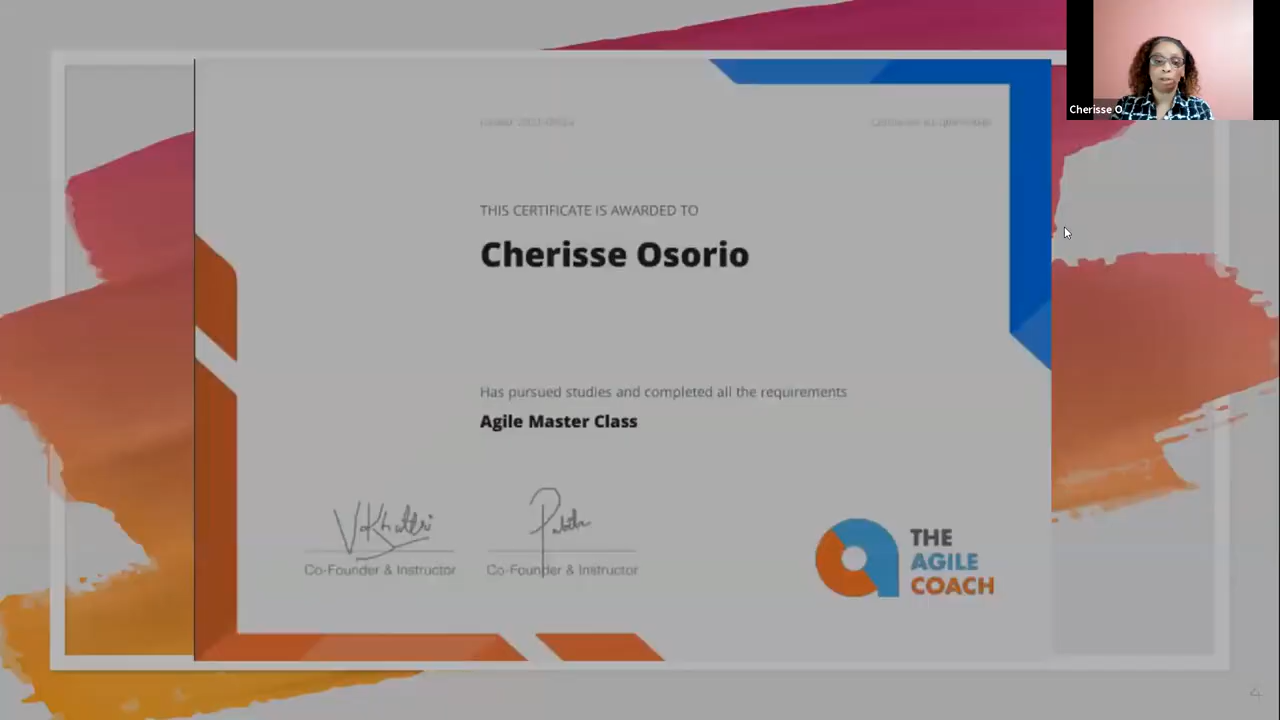 Cherisse O
THIS CERTIFICATE IS AWARDED TO
Cherisse Osorio
Has pursued studies and completed all the requirements
Agile Master Class
Co-Founder & Instructor
Co-Founder & Instructor
THE
AGILE
COACH
4